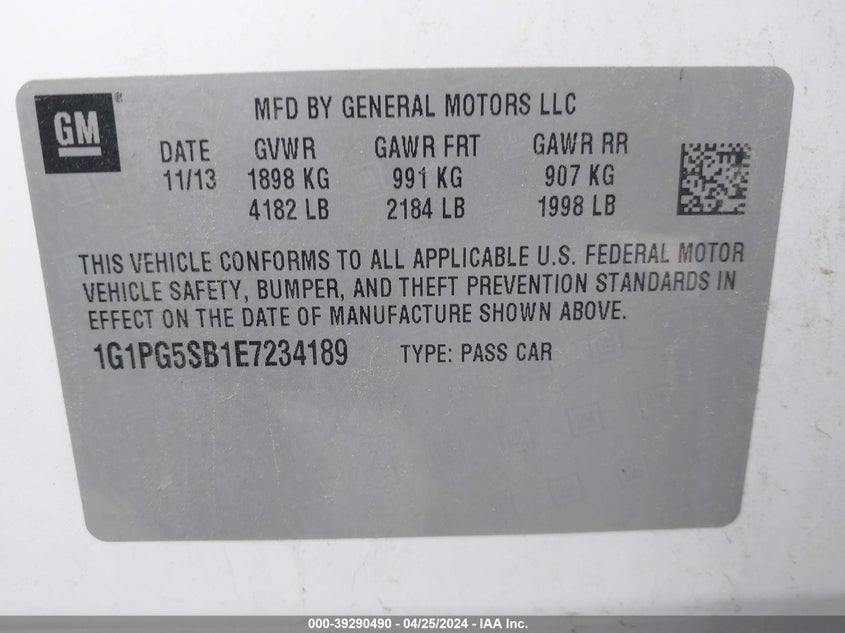 GM®
MFD BY GENERAL MOTORS LLC
DATE GVWR GAWR FRT GAWR RR
11/13 1898 KG 991 KG 907 KG
4182 LB 2184 LB 1998 LB
THIS VEHICLE CONFORMS TO ALL APPLICABLE U.S. FEDERAL MOTOR
VEHICLE SAFETY, BUMPER, AND THEFT PREVENTION STANDARDS IN
EFFECT ON THE DATE OF MANUFACTURE SHOWN ABOVE.
1G1PG5SB1E7234189 TYPE: PASS CAR
000-39290490 - 04/25/2024 - IAAI.com/IAAI Inc.